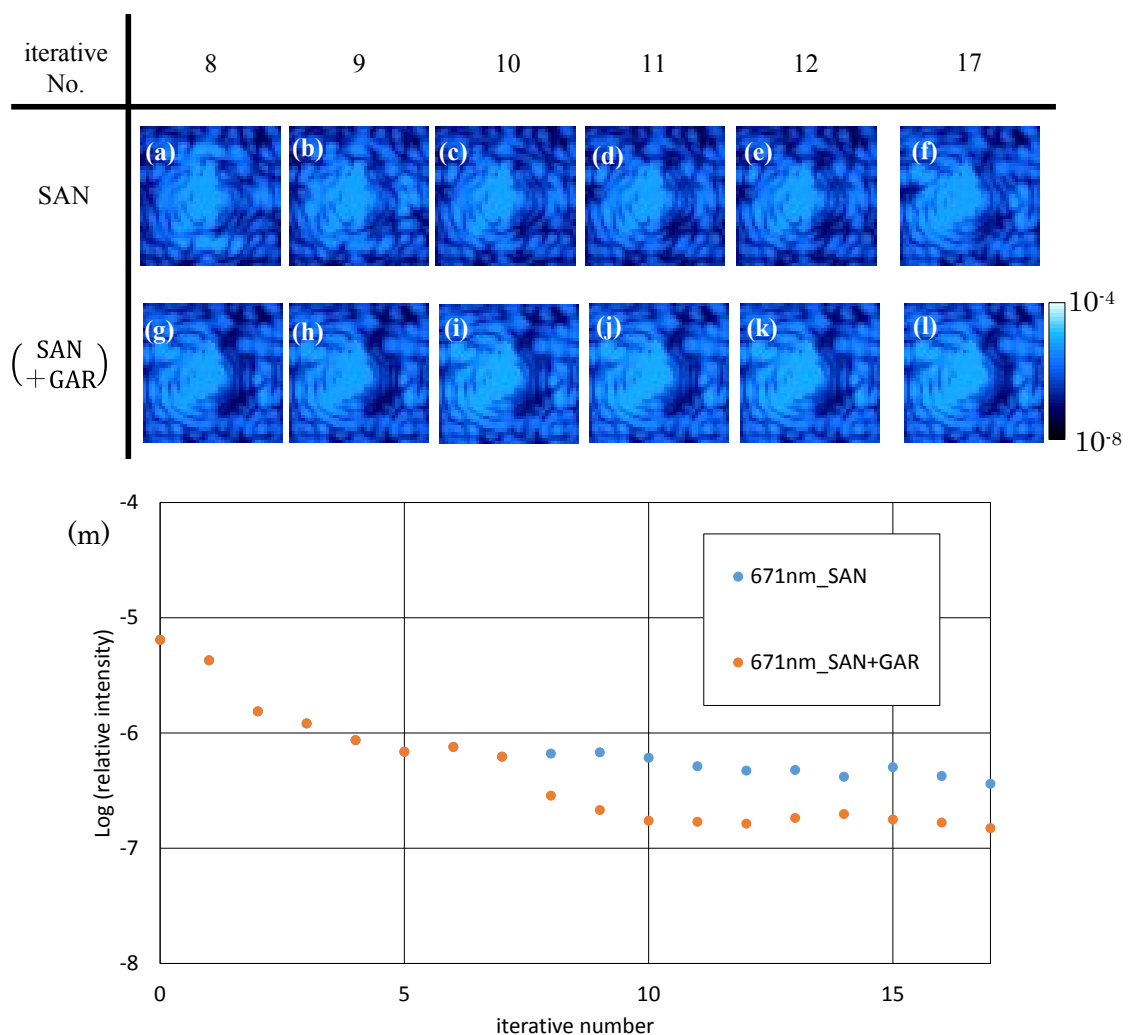 iterative
No.
8 9 10 11 12 17
SAN
(a) (b) (c) (d) (e) (f)
(SAN
+GAR)
(g) (h) (i) (j) (k) (l)
10-4
10-8
(m)
-4
-5
-6
-7
-8
Log (relative intensity)
671nm_SAN
671nm_SAN+GAR
0 5 10 15
iterative number